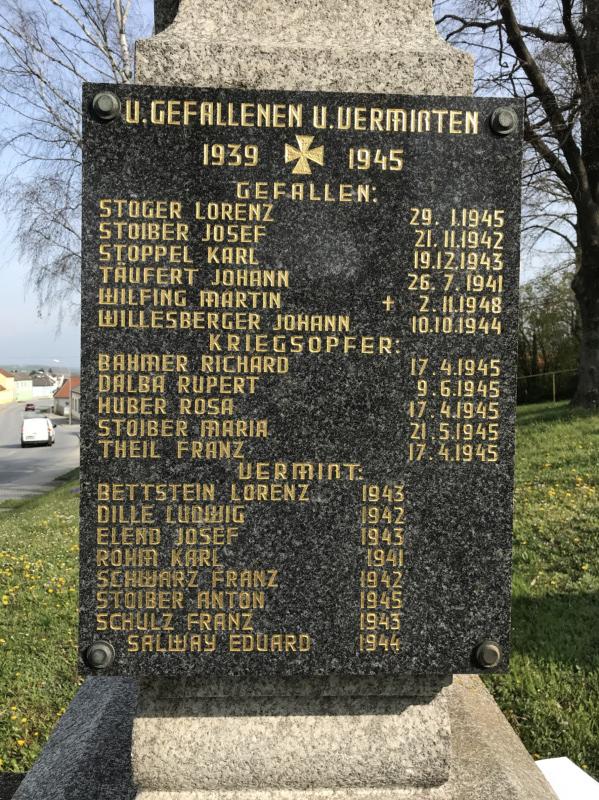 U.GEFALLENEN U.VERMIßTEN
1939 1945
GEFALLEN:
STÖGER LORENZ 29. 1.1945
STOIBER JOSEF 21.11.1942
STOPPEL KARL 19.12.1943
TÄUFERT JOHANN 26.7.1941
WILFING MARTIN + 2.11.1948
WILLESBERGER JOHANN 10.10.1944
KRIEGSOPFER:
BAHMER RICHARD 17.4.1945
DALBA RUPERT 9.6.1945
HUBER ROSA 17.4.1945
STOIBER MARIA 21.5.1945
THEIL FRANZ 17.4.1945
VERMIßT:
BETTSTEIN LORENZ 1943
DILLE LUDWIG 1942
ELEND JOSEF 1943
RÖHM KARL 1941
SCHWARZ FRANZ 1942
STOIBER ANTON 1945
SCHULZ FRANZ 1943
SALWAY EDUARD 1944